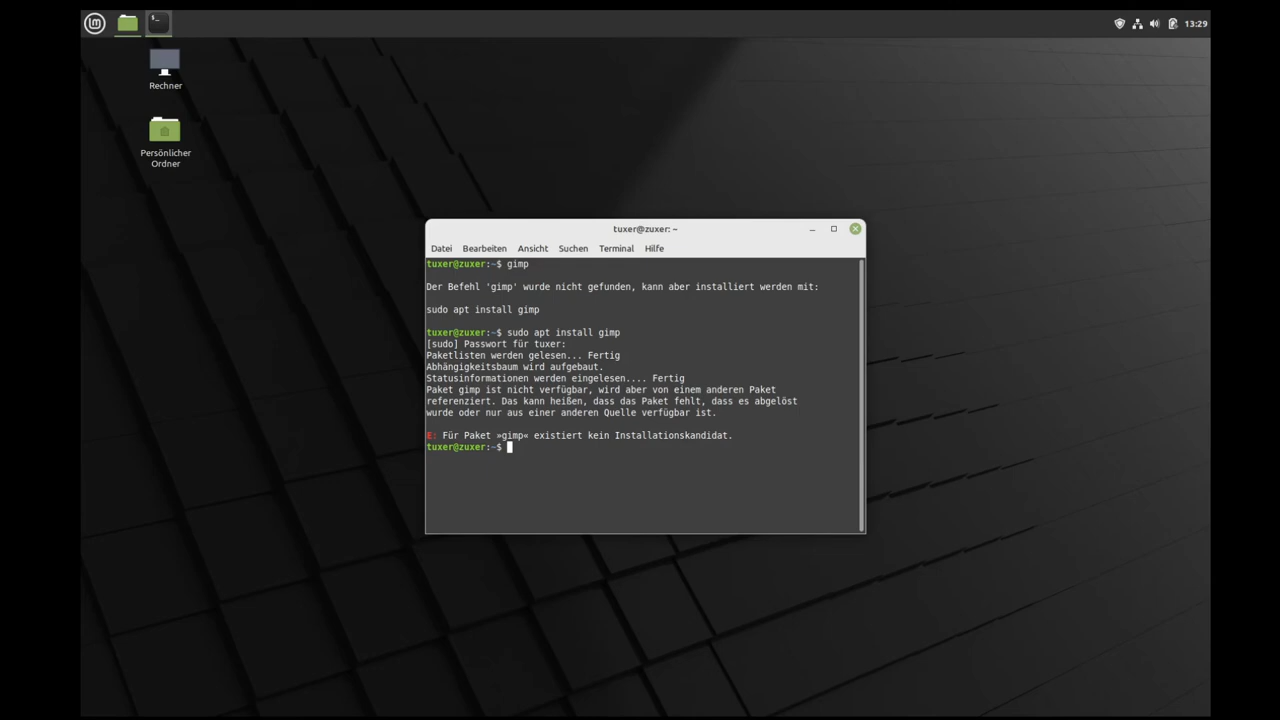 13:29
Rechner
Persönlicher
Ordner
tuxer@zuxer: ~
Datei Bearbeiten Ansicht Suchen Terminal Hilfe
tuxer@zuxer:~$ gimp
Der Befehl 'gimp' wurde nicht gefunden, kann aber installiert werden mit:
sudo apt install gimp
tuxer@zuxer:~$ sudo apt install gimp
[sudo] Passwort für tuxer:
Paketlisten werden gelesen... Fertig
Abhängigkeitsbaum wird aufgebaut.
Statusinformationen werden eingelesen.... Fertig
Paket gimp ist nicht verfügbar, wird aber von einem anderen Paket
referenziert. Das kann heißen, dass das Paket fehlt, dass es abgelöst
wurde oder nur aus einer anderen Quelle verfügbar ist.
E: Für Paket »gimp« existiert kein Installationskandidat.
tuxer@zuxer:~$